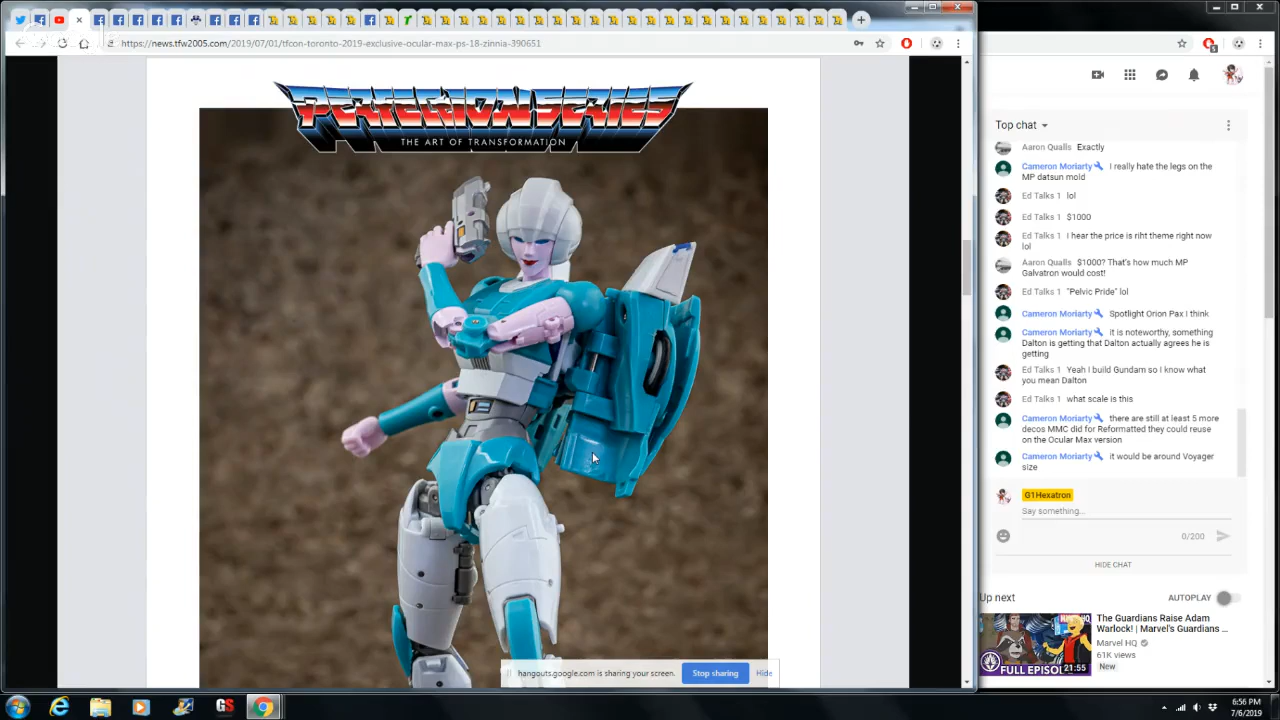 https://news.tfw2005.com/2019/07/01/tfcon-toronto-2019-exclusive-ocular-max-ps-18-zinnia-390651
PERFEKTION SERIES
THE ART OF TRANSFORMATION
hangouts.google.com is sharing your screen.
Stop sharing
Hide
5
Top chat
Aaron Qualls Exactly
Cameron Moriarty I really hate the legs on the
MP datsun mold
Ed Talks 1 lol
Ed Talks 1 $1000
Ed Talks 1 I hear the price is riht theme right now
lol
Aaron Qualls $1000? That's how much MP
Galvatron would cost!
Ed Talks 1 "Pelvic Pride" lol
Cameron Moriarty Spotlight Orion Pax I think
Cameron Moriarty it is noteworthy, something
Dalton is getting that Dalton actually agrees he is
getting
Ed Talks 1 Yeah I build Gundam so I know what
you mean Dalton
Ed Talks 1 what scale is this
Cameron Moriarty there are still at least 5 more
decos MMC did for Reformatted they could reuse
on the Ocular Max version
Cameron Moriarty it would be around Voyager
size
G1Hexatron
Say something...
0/200
HIDE CHAT
Up next
AUTOPLAY
The Guardians Raise Adam
Warlock! | Marvel's Guardians ...
Marvel HQ
61K views
New
FULL EPISO
21:55
GS
6:56 PM
7/6/2019